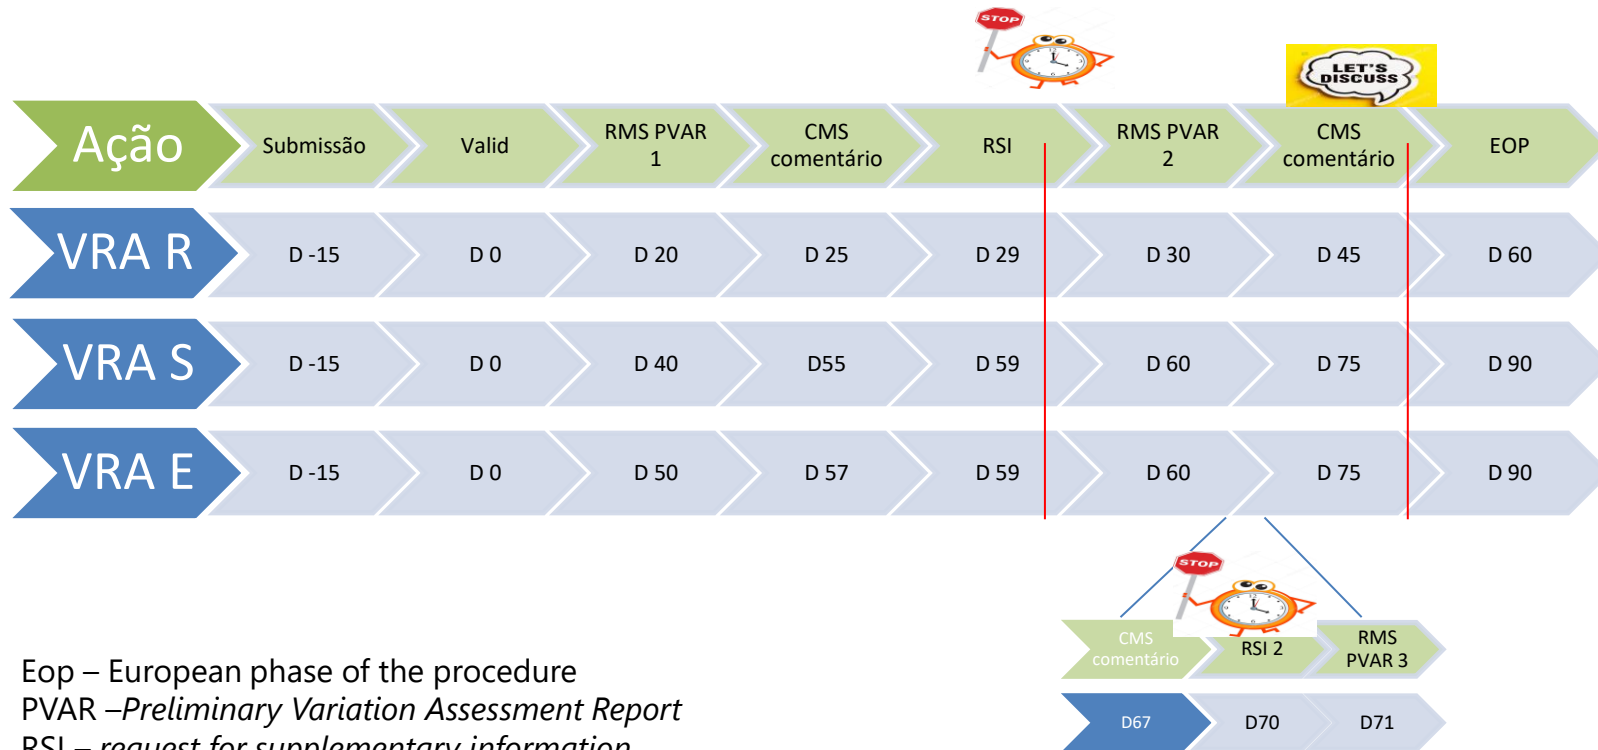 STOP
LET'S
DISCUSS
Ação
Submissão
Valid
RMS PVAR
1
CMS
comentário
RSI
RMS PVAR
2
CMS
comentário
EOP
VRA R
D -15
D 0
D 20
D 25
D 29
D 30
D 45
D 60
VRA S
D -15
D 0
D 40
D55
D 59
D 60
D 75
D 90
VRA E
D -15
D 0
D 50
D 57
D 59
D 60
D 75
D 90
STOP
CMS
comentário
RSI 2
RMS
PVAR 3
D67
D70
D71
Eop – European phase of the procedure
PVAR –Preliminary Variation Assessment Report
RSI – request for supplementary information